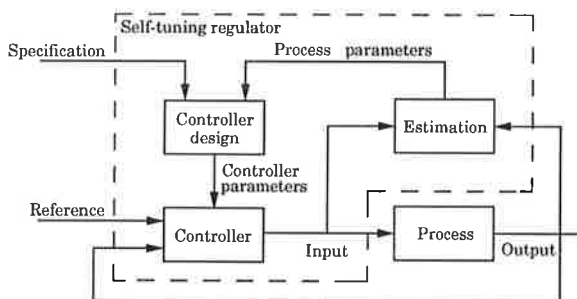 Self-tuning regulator
Specification
Process parameters
Controller
design
Estimation
Controller
parameters
Reference
Controller
Input
Process
Output